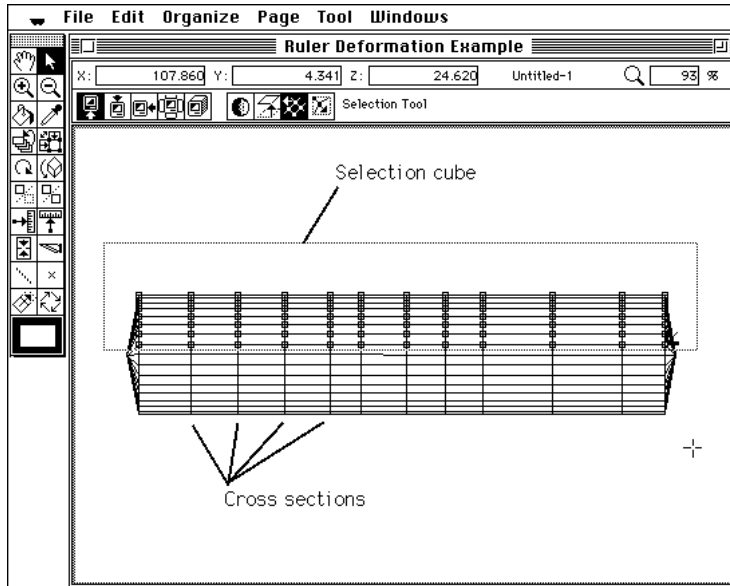 File Edit Organize Page Tool Windows
Ruler Deformation Example
X: 107.860 Y: 4.341 Z: 24.620 Untitled-1 93 %
Selection Tool
Selection cube
Cross sections